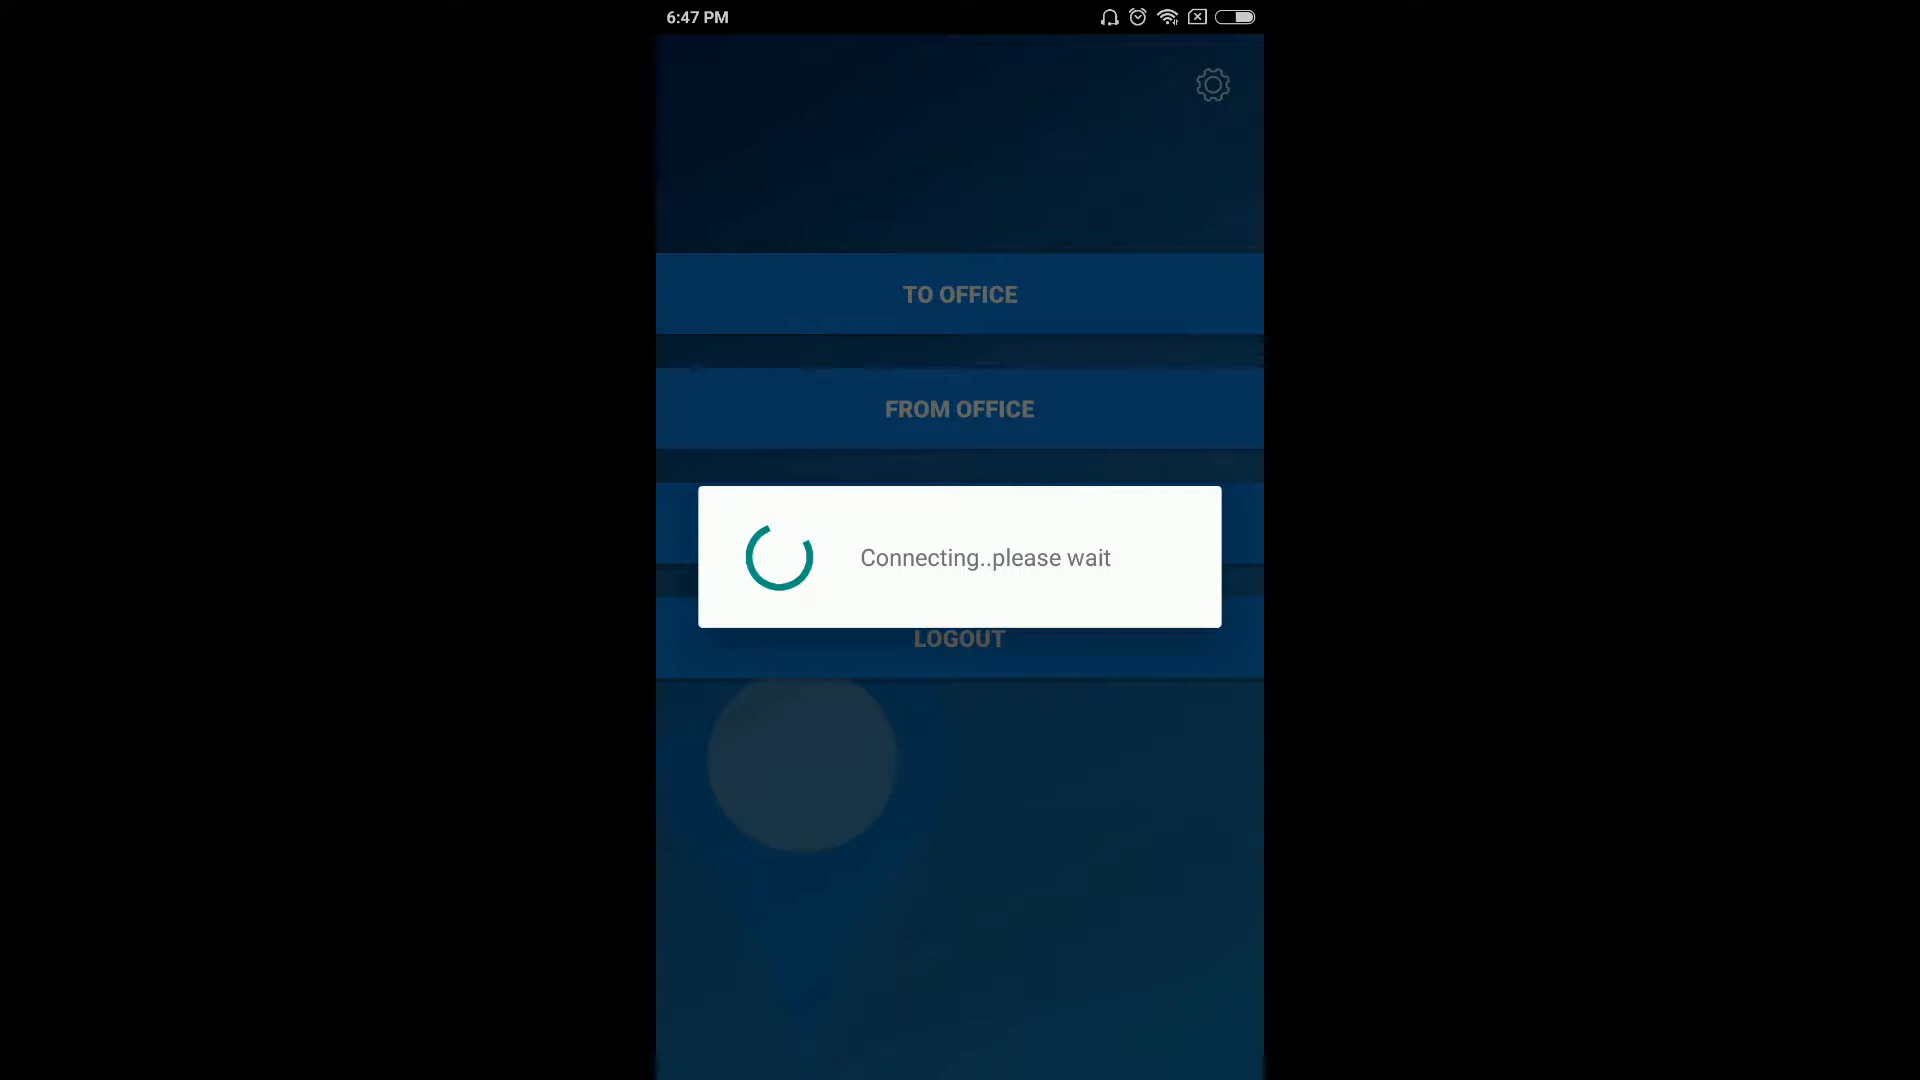 6:47 PM
TO OFFICE
FROM OFFICE
Connecting..please wait
LOGOUT